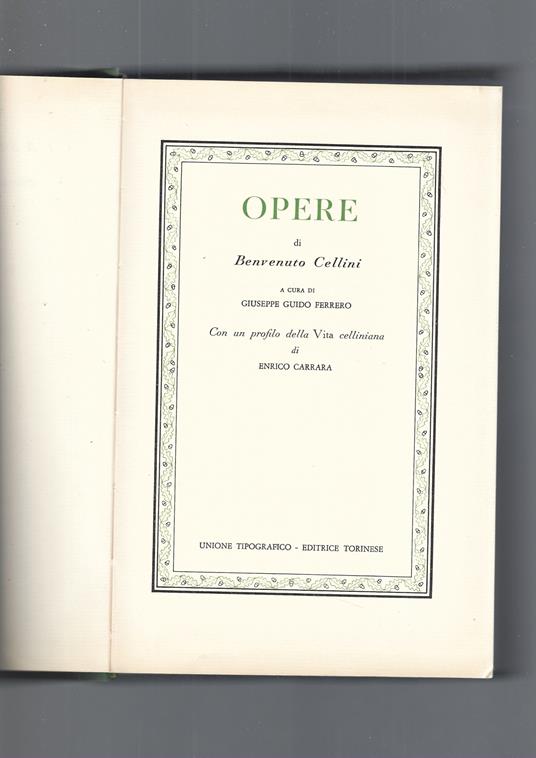 OPERE
di
Benvenuto Cellini
A CURA DI
GIUSEPPE GUIDO FERRERO
Con un profilo della Vita celliniana
di
ENRICO CARRARA
UNIONE TIPOGRAFICO - EDITRICE TORINESE